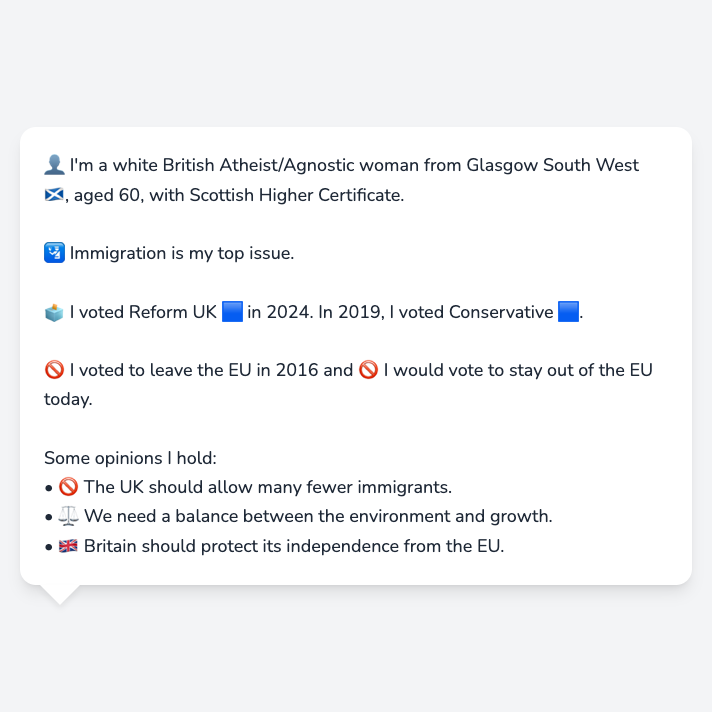 👤 I'm a white British Atheist/Agnostic woman from Glasgow South West
🏴󠁧󠁢󠁳󠁣󠁴󠁿, aged 60, with Scottish Higher Certificate.
🛂 Immigration is my top issue.
🗳️ I voted Reform UK 🟦 in 2024. In 2019, I voted Conservative 🟦.
🚫 I voted to leave the EU in 2016 and 🚫 I would vote to stay out of the EU
today.
Some opinions I hold:
• 🚫 The UK should allow many fewer immigrants.
• ⚖️ We need a balance between the environment and growth.
• 🇬🇧 Britain should protect its independence from the EU.